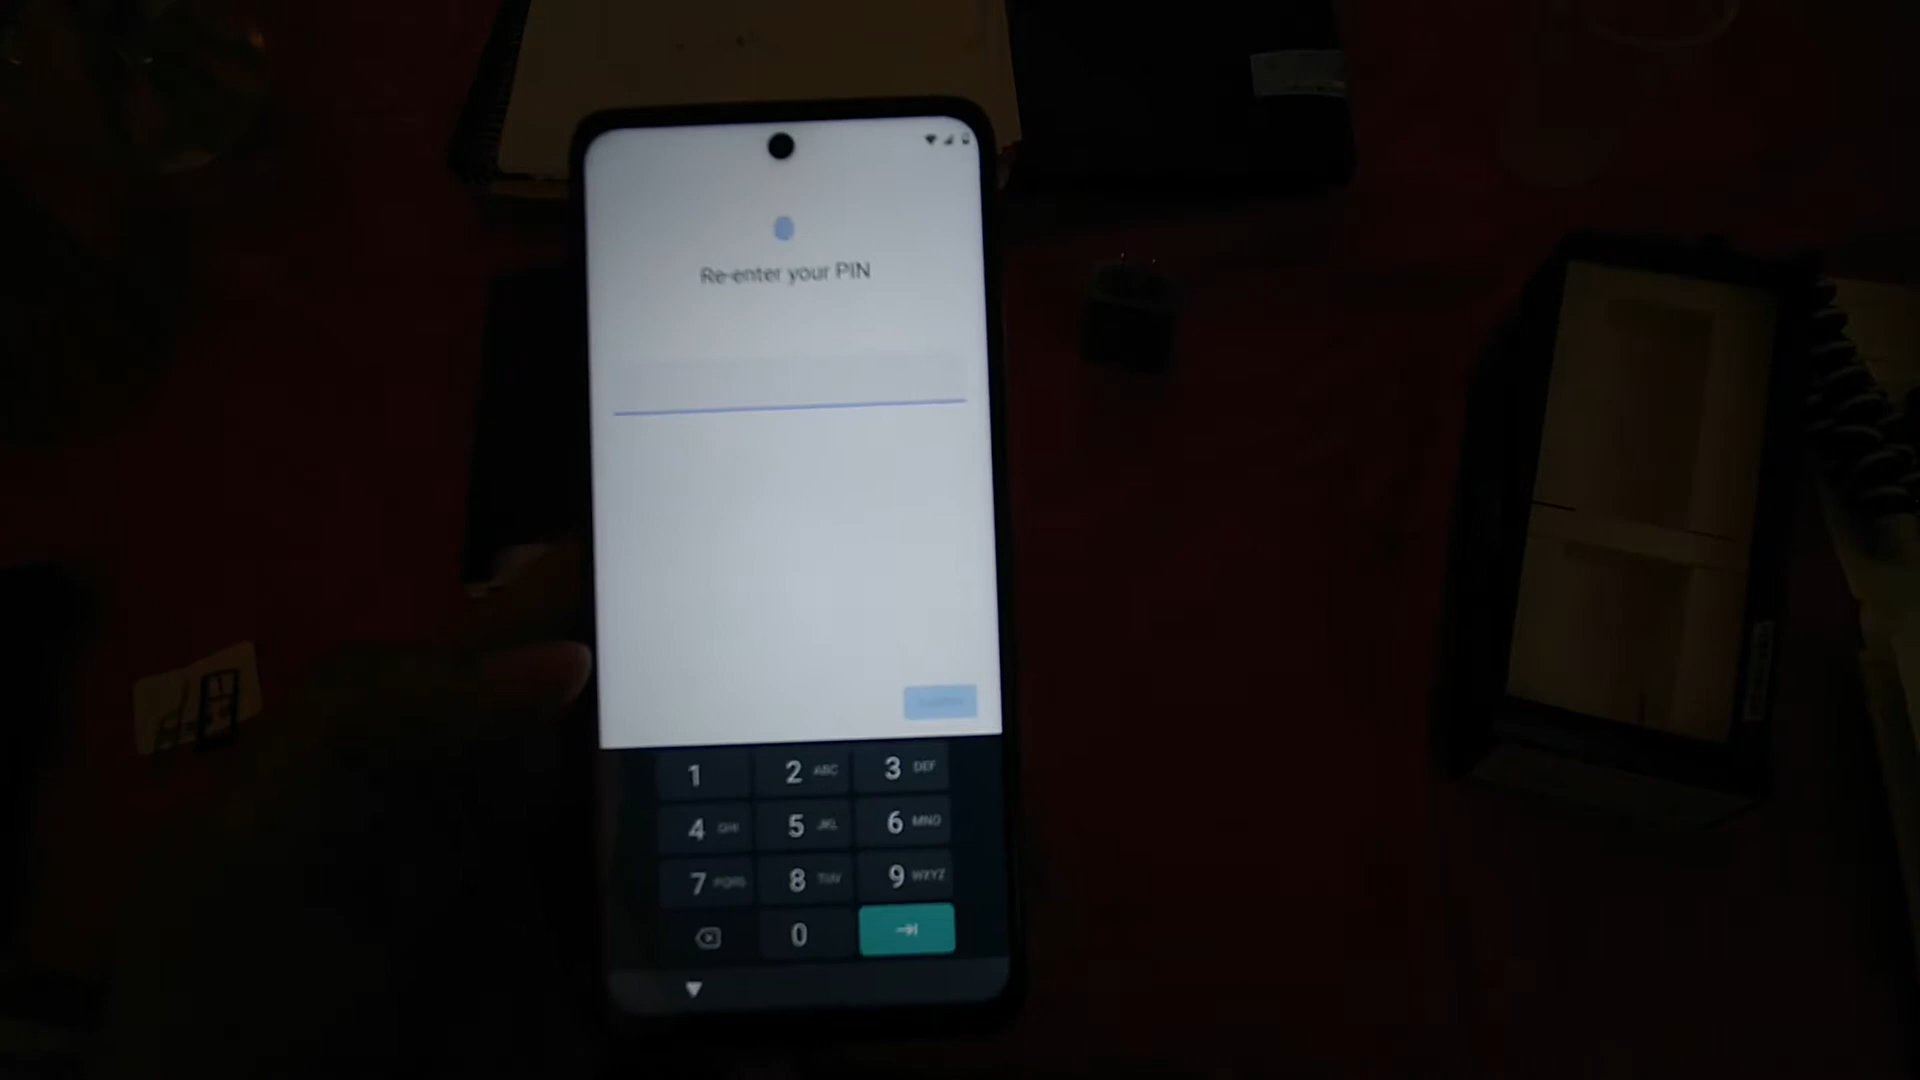 Re-enter your PIN
1
2 ABC
3 DEF
4 GHI
5 JKL
6 MNO
7 PQRS
8 TUV
9 WXYZ
0